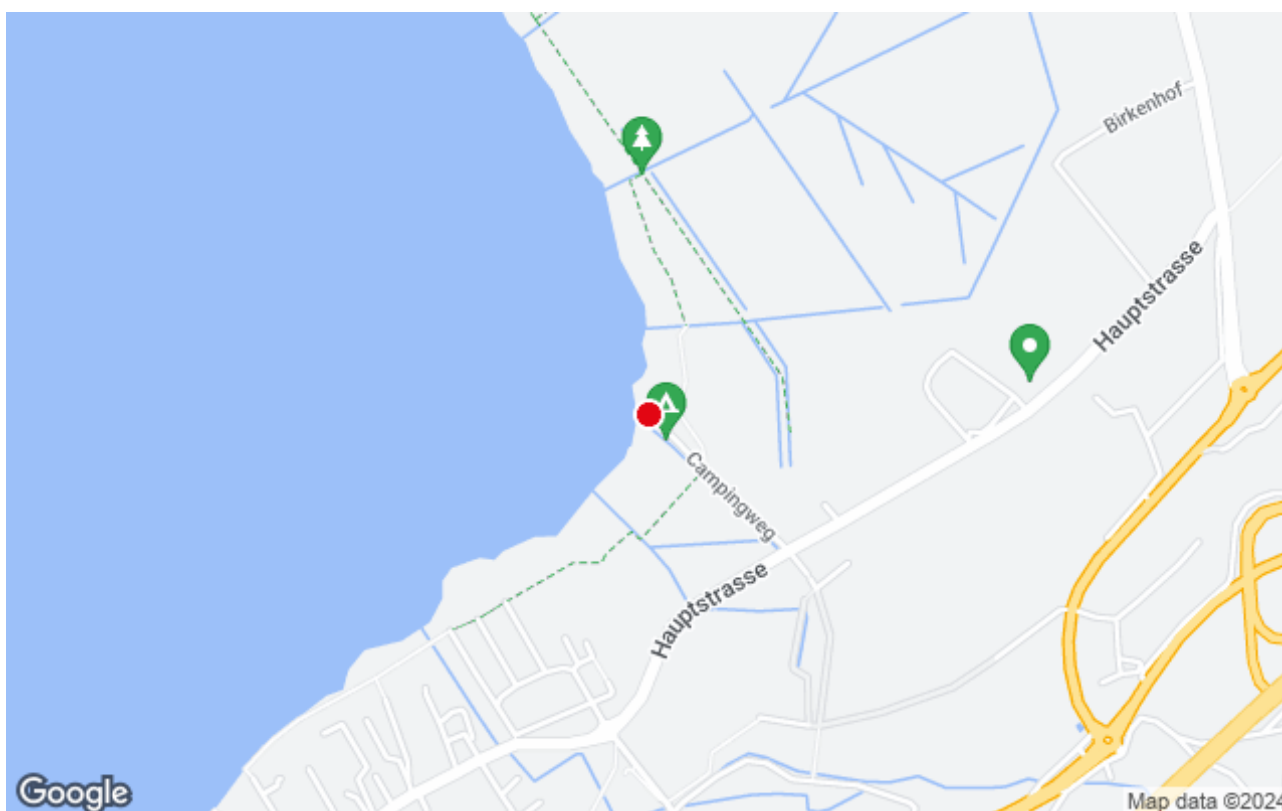 Birkenhof
Hauptstrasse
Campingweg
Hauptstrasse
Google
Map data ©2024